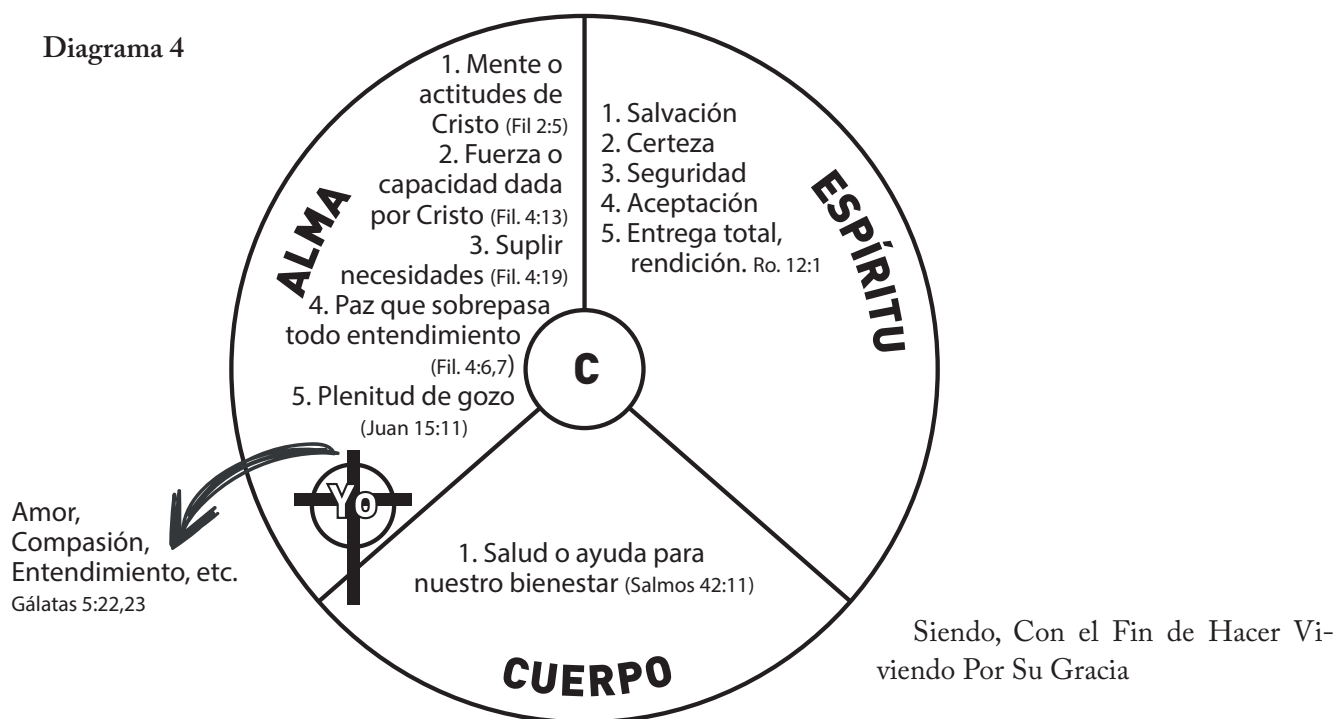 Diagrama 4
1. Mente o
actitudes de
Cristo (Fil 2:5)
2. Fuerza o
capacidad dada
por Cristo (Fil. 4:13)
3. Suplir
necesidades (Fil. 4:19)
4. Paz que sobrepasa
todo entendimiento
(Fil. 4:6,7)
5. Plenitud de gozo
(Juan 15:11)
ALMA
1. Salvación
2. Certeza
3. Seguridad
4. Aceptación
5. Entrega total,
rendición. Ro. 12:1
ESPÍRITU
C
Yo
Amor,
Compasión,
Entendimiento, etc.
Gálatas 5:22,23
1. Salud o ayuda para
nuestro bienestar (Salmos 42:11)
CUERPO
Siendo, Con el Fin de Hacer Vi-
viendo Por Su Gracia